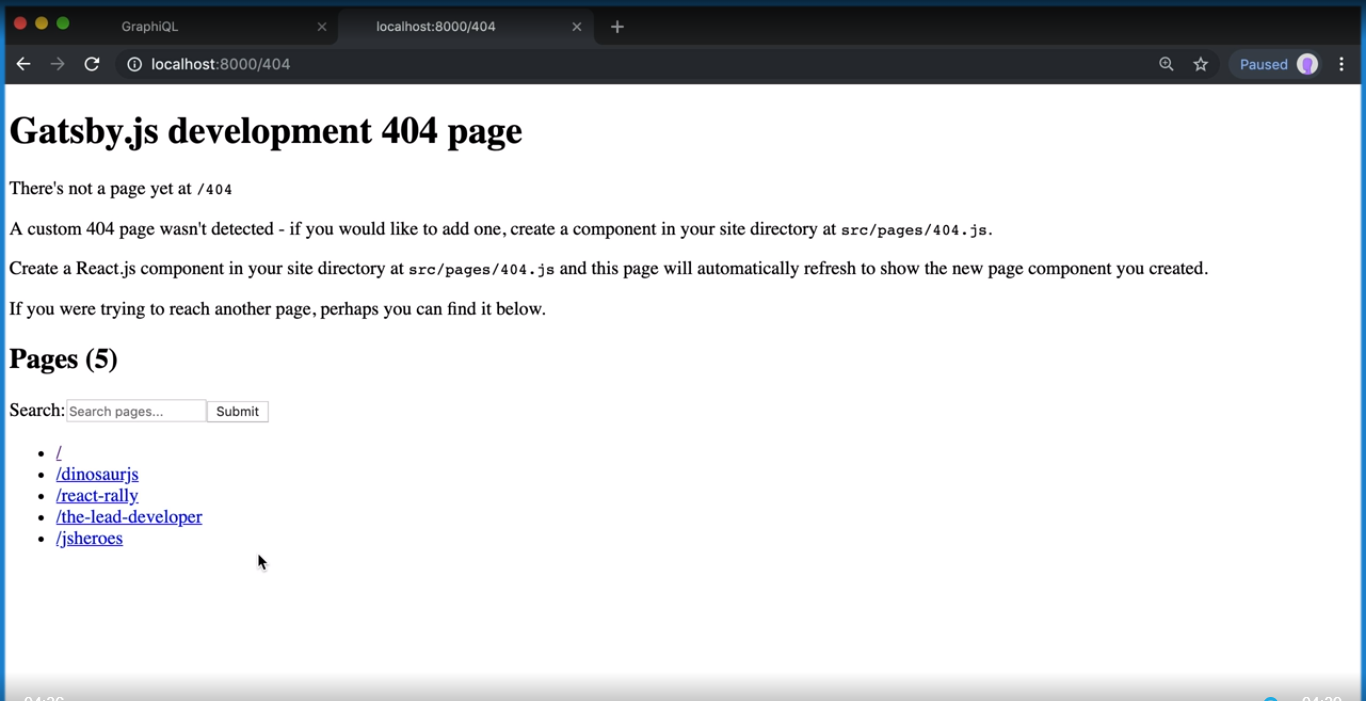 GraphiQL
localhost:8000/404
localhost:8000/404
Paused
Gatsby.js development 404 page
There's not a page yet at /404
A custom 404 page wasn't detected - if you would like to add one, create a component in your site directory at src/pages/404.js.
Create a React.js component in your site directory at src/pages/404.js and this page will automatically refresh to show the new page component you created.
If you were trying to reach another page, perhaps you can find it below.
Pages (5)
Search: Search pages... Submit
/
/dinosaurjs
/react-rally
/the-lead-developer
/jsheroes